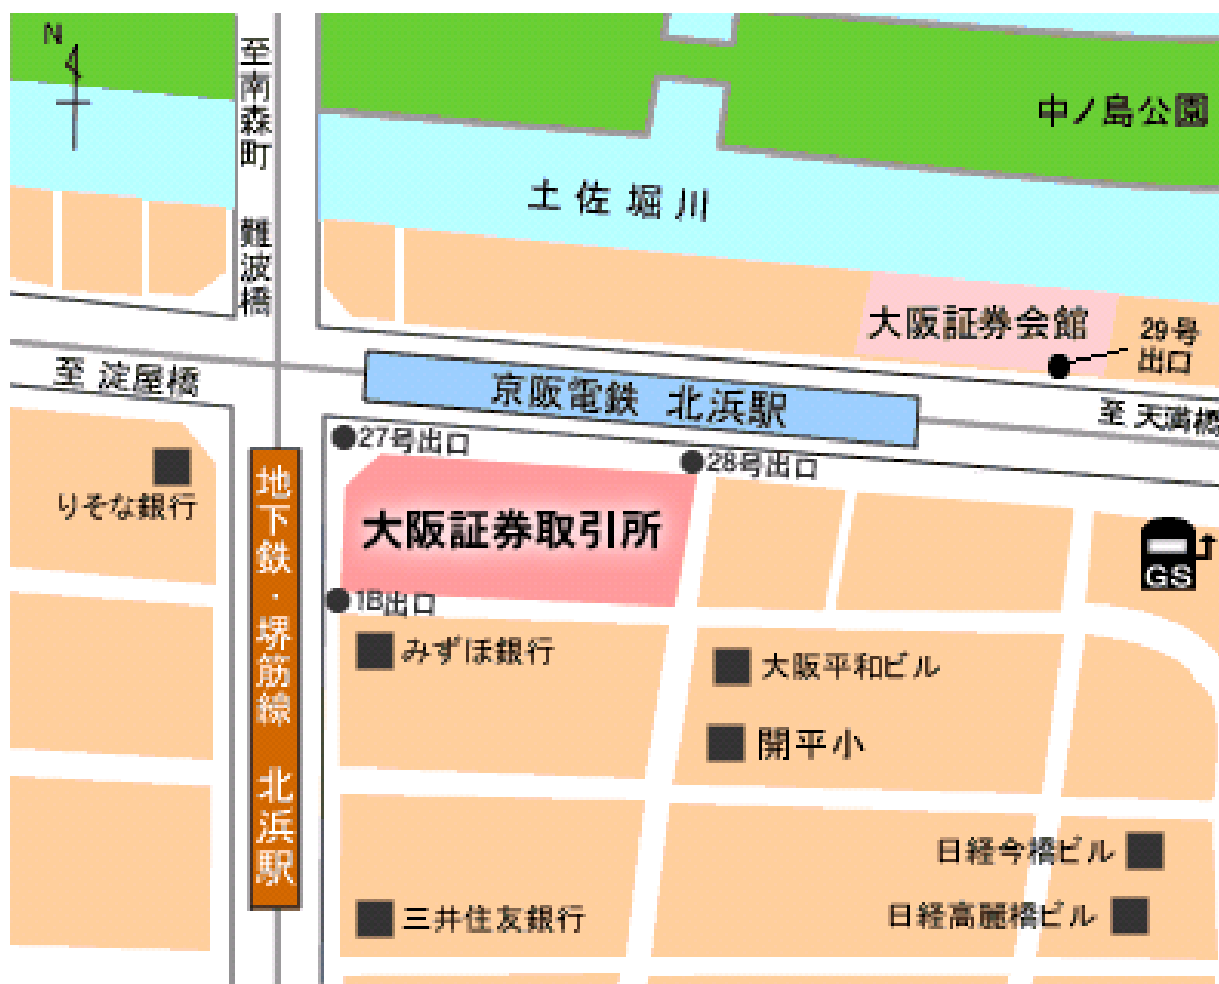 N
至南森町
難波橋
中ノ島公園
土佐堀川
大阪証券会館
29号
出口
至 淀屋橋
京阪電鉄 北浜駅
至 天満橋
27号出口
28号出口
りそな銀行
地下鉄・堺筋線 北浜駅
大阪証券取引所
GS
1B出口
みずほ銀行
大阪平和ビル
開平小
日経今橋ビル
三井住友銀行
日経高麗橋ビル